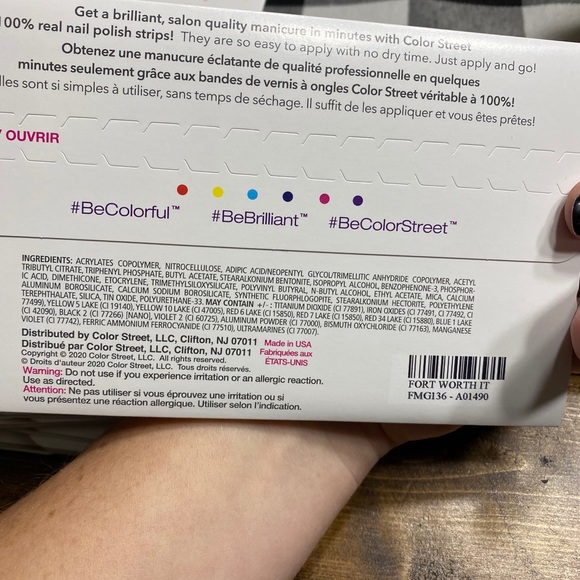 Get a brilliant, salon quality manicure in minutes with Color Street
100% real nail polish strips! They are so easy to apply with no dry time. Just apply and go!
Obtenez une manucure éclatante de qualité professionnelle en quelques
minutes seulement grâce aux bandes de vernis à ongles Color Street véritable à 100%!
Elles sont si simples à utiliser, sans temps de séchage. Il suffit de les appliquer et vous êtes prêtes!
/ OUVRIR
#BeColorful™ #BeBrilliant™ #BeColorStreet™
INGREDIENTS: ACRYLATES COPOLYMER, NITROCELLULOSE, ADIPIC ACID/NEOPENTYL GLYCOL/TRIMELLITIC ANHYDRIDE COPOLYMER, ACETYL
TRIBUTYL CITRATE, TRIPHENYL PHOSPHATE, BUTYL ACETATE, STEARALKONIUM BENTONITE, ISOPROPYL ALCOHOL, BENZOPHENONE-3, PHOSPHOR-
IC ACID, DIMETHICONE, ETOCRYLENE, TRIMETHYLSILOXYSILICATE, POLYVINYL BUTYRAL, N-BUTYL ALCOHOL, ETHYL ACETATE, MICA, CALCIUM
ALUMINUM BOROSILICATE, CALCIUM SODIUM BOROSILICATE, SYNTHETIC FLUORPHLOGOPITE, STEARALKONIUM HECTORITE, POLYETHYLENE
TEREPHTHALATE, SILICA, TIN OXIDE, POLYURETHANE-33. MAY CONTAIN +/- : TITANIUM DIOXIDE (CI 77891), IRON OXIDES (CI 77491, CI 77492, CI
77499), YELLOW 5 LAKE (CI 19140), YELLOW 10 LAKE (CI 47005), RED 6 LAKE (CI 15850), RED 7 LAKE (CI 15850), RED 34 LAKE (CI 15880), BLUE 1 LAKE
(CI 42090), BLACK 2 (CI 77266) [NANO], VIOLET 2 (CI 60725), ALUMINUM POWDER (CI 77000), BISMUTH OXYCHLORIDE (CI 77163), MANGANESE
VIOLET (CI 77742), FERRIC AMMONIUM FERROCYANIDE (CI 77510), ULTRAMARINES (CI 77007).
Distributed by Color Street, LLC, Clifton, NJ 07011 Made in USA
Distribué par Color Street, LLC, Clifton, NJ 07011 Fabriquées aux
Copyright © 2020 Color Street, LLC. All rights reserved. ÉTATS-UNIS
© Droits d'auteur 2020 Color Street, LLC. Tous droits réservés.
Warning: Do not use if you experience irritation or an allergic reaction.
Use as directed.
Attention: Ne pas utiliser si vous éprouvez une irritation ou si
vous présentez une réaction allergique. Utiliser selon l'indication.
FORT WORTH IT
FMG136 - A01490